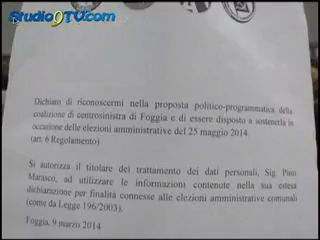 Studio9TV.com
Dichiaro di riconoscermi nella proposta politico-programmatica della
coalizione di centrosinistra di Foggia e di essere disposto a sostenerla in
occasione delle elezioni amministrative del 25 maggio 2014.
(art. 6 Regolamento)
Si autorizza il titolare del trattamento dei dati personali, Sig. Pino
Marasco, ad utilizzare le informazioni contenute nella su estesa
dichiarazione per finalità connesse alle elezioni amministrative comunali
(come da Legge 196/2003).
Foggia, 9 marzo 2014